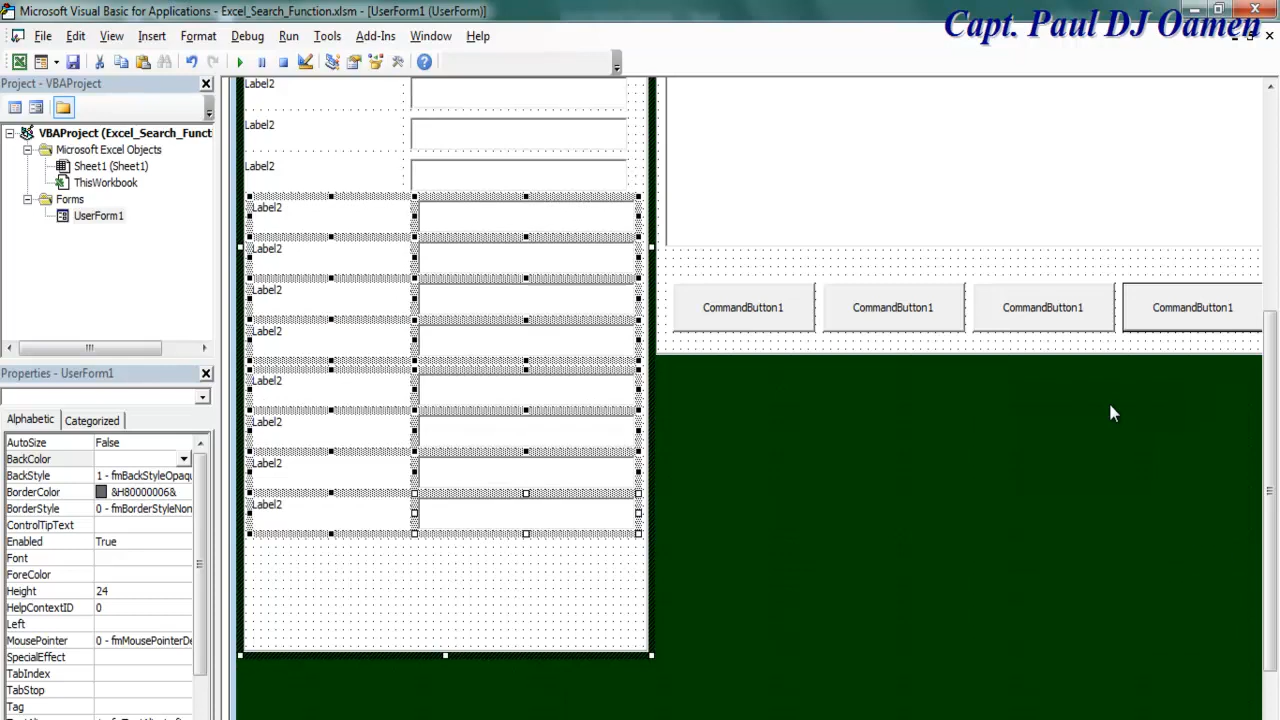 Microsoft Visual Basic for Applications - Excel_Search_Function.xlsm - [UserForm1 (UserForm)]
Capt. Paul DJ Oamen
File Edit View Insert Format Debug Run Tools Add-Ins Window Help
Project - VBAProject
VBAProject (Excel_Search_Funct
Microsoft Excel Objects
Sheet1 (Sheet1)
ThisWorkbook
Forms
UserForm1
Properties - UserForm1
Alphabetic Categorized
AutoSize False
BackColor
BackStyle 1 - fmBackStyleOpaq
BorderColor &H80000006&
BorderStyle 0 - fmBorderStyleNon
ControlTipText
Enabled True
Font
ForeColor
Height 24
HelpContextID 0
Left
MousePointer 0 - fmMousePointerDe
SpecialEffect
TabIndex
TabStop
Tag
Label2
Label2
Label2
Label2
Label2
Label2
Label2
Label2
Label2
Label2
Label2
CommandButton1 CommandButton1 CommandButton1 CommandButton1